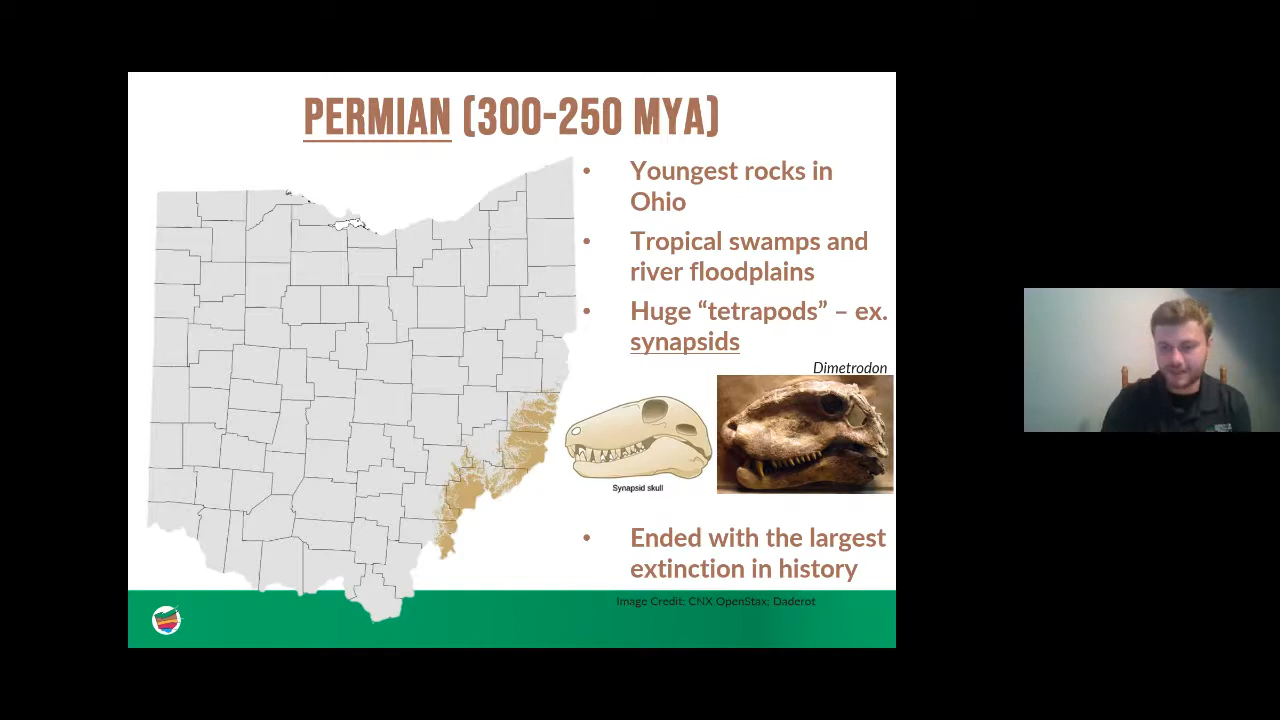 PERMIAN (300-250 MYA)
• Youngest rocks in
Ohio
• Tropical swamps and
river floodplains
• Huge “tetrapods” – ex.
synapsids
Dimetrodon
Synapsid skull
• Ended with the largest
extinction in history
Image Credit: CNX OpenStax; Daderot